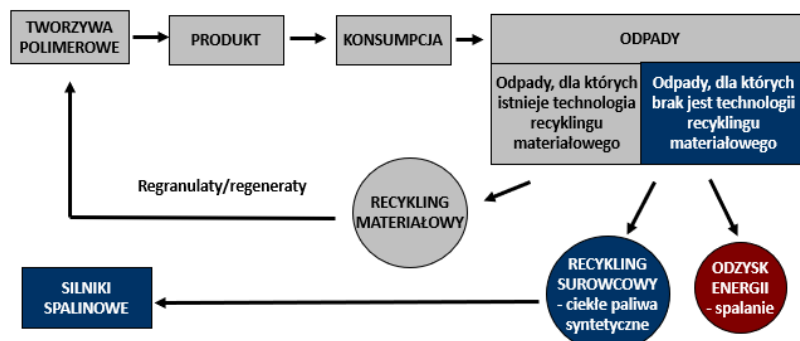 TWORZYWA
POLIMEROWE
PRODUKT
KONSUMPCJA
ODPADY
Odpady, dla których
istnieje technologia
recyklingu
materiałowego
Odpady, dla których
brak jest technologii
recyklingu
materiałowego
Regranulaty/regeneraty
RECYKLING
MATERIAŁOWY
SILNIKI
SPALINOWE
RECYKLING
SUROWCOWY
- ciekłe paliwa
syntetyczne
ODZYSK
ENERGII
- spalanie